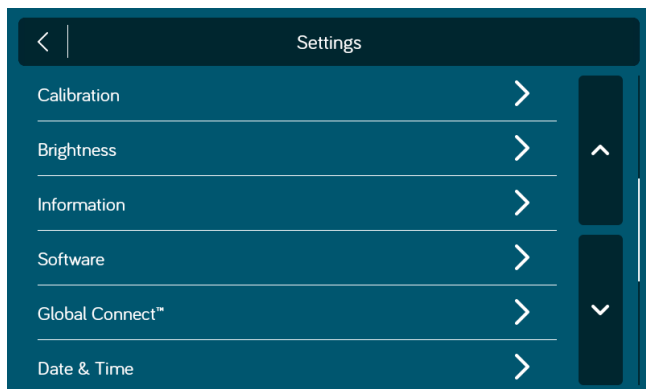 Settings
Calibration
Brightness
Information
Software
Global Connect™
Date & Time